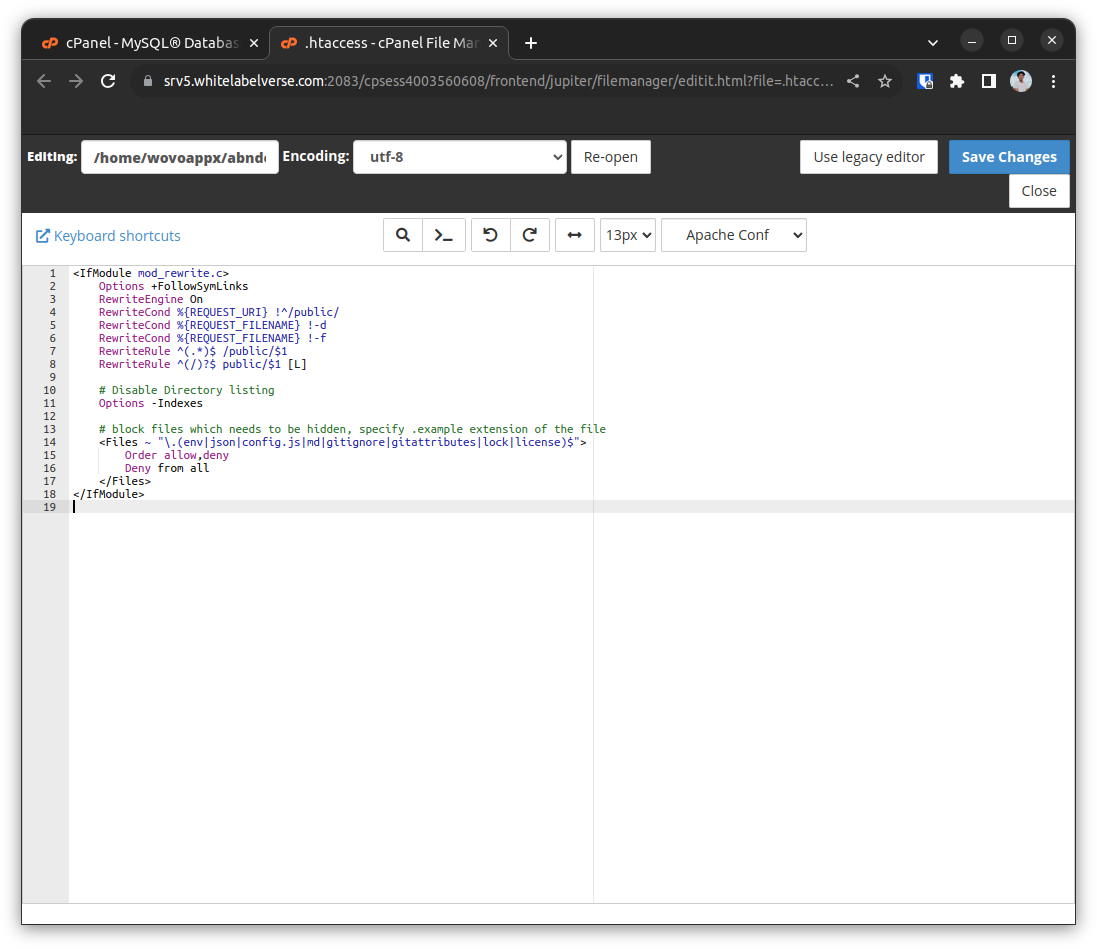 cPanel - MySQL® Databas
.htaccess - cPanel File Mar
srv5.whitelabelverse.com:2083/cpsess4003560608/frontend/jupiter/filemanager/editit.html?file=.htacc...
Editing: /home/wovoappx/abnd Encoding: utf-8 Re-open Use legacy editor Save Changes
Close
Keyboard shortcuts 13px Apache Conf
1 <IfModule mod_rewrite.c>
2     Options +FollowSymLinks
3     RewriteEngine On
4     RewriteCond %{REQUEST_URI} !^/public/
5     RewriteCond %{REQUEST_FILENAME} !-d
6     RewriteCond %{REQUEST_FILENAME} !-f
7     RewriteRule ^(.*)$ /public/$1
8     RewriteRule ^(/)?$ public/$1 [L]
9
10     # Disable Directory listing
11     Options -Indexes
12
13     # block files which needs to be hidden, specify .example extension of the file
14     <Files ~ "\.(env|json|config.js|md|gitignore|gitattributes|lock|license)$">
15         Order allow,deny
16         Deny from all
17     </Files>
18 </IfModule>
19